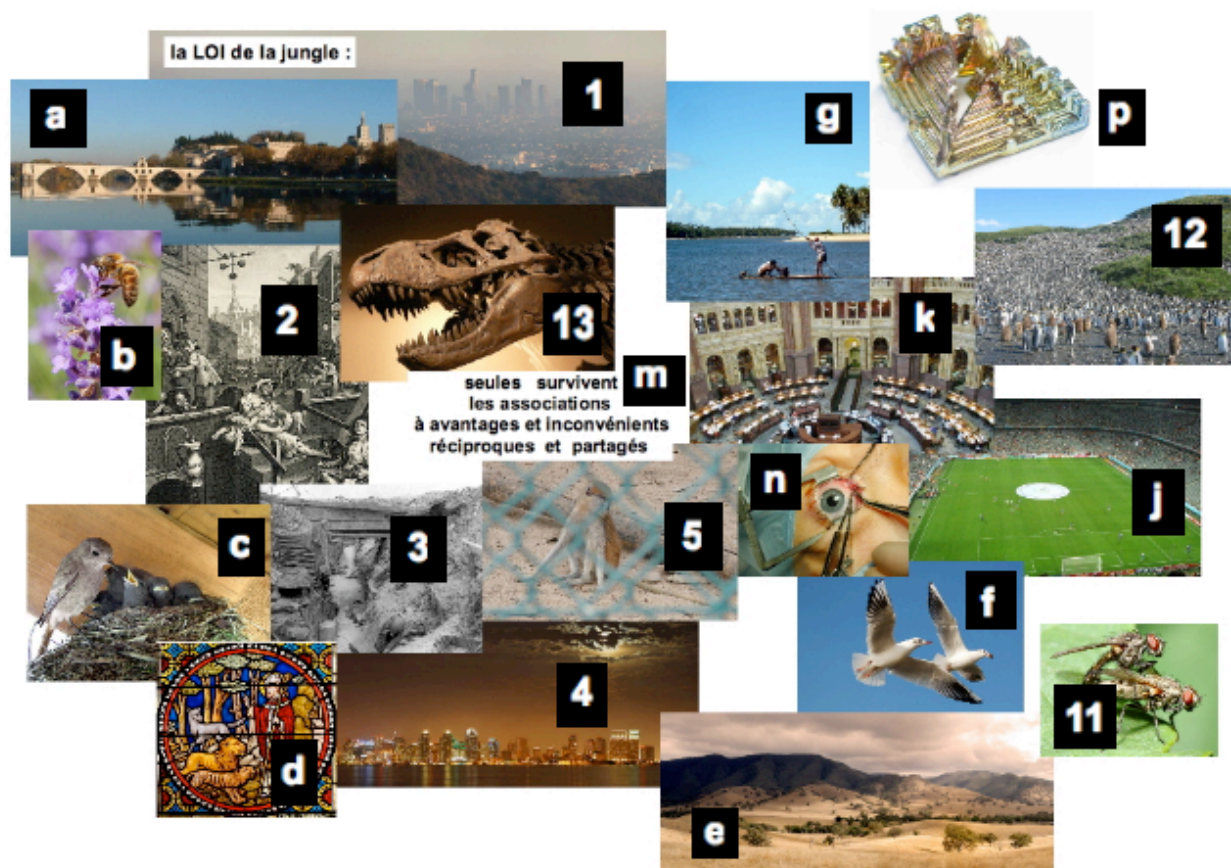 la LOI de la jungle :
1
a
g
p
12
2
13
k
b
m
seules survivent
les associations
à avantages et inconvénients
réciproques et partagés
n
j
c
3
5
f
4
11
d
e